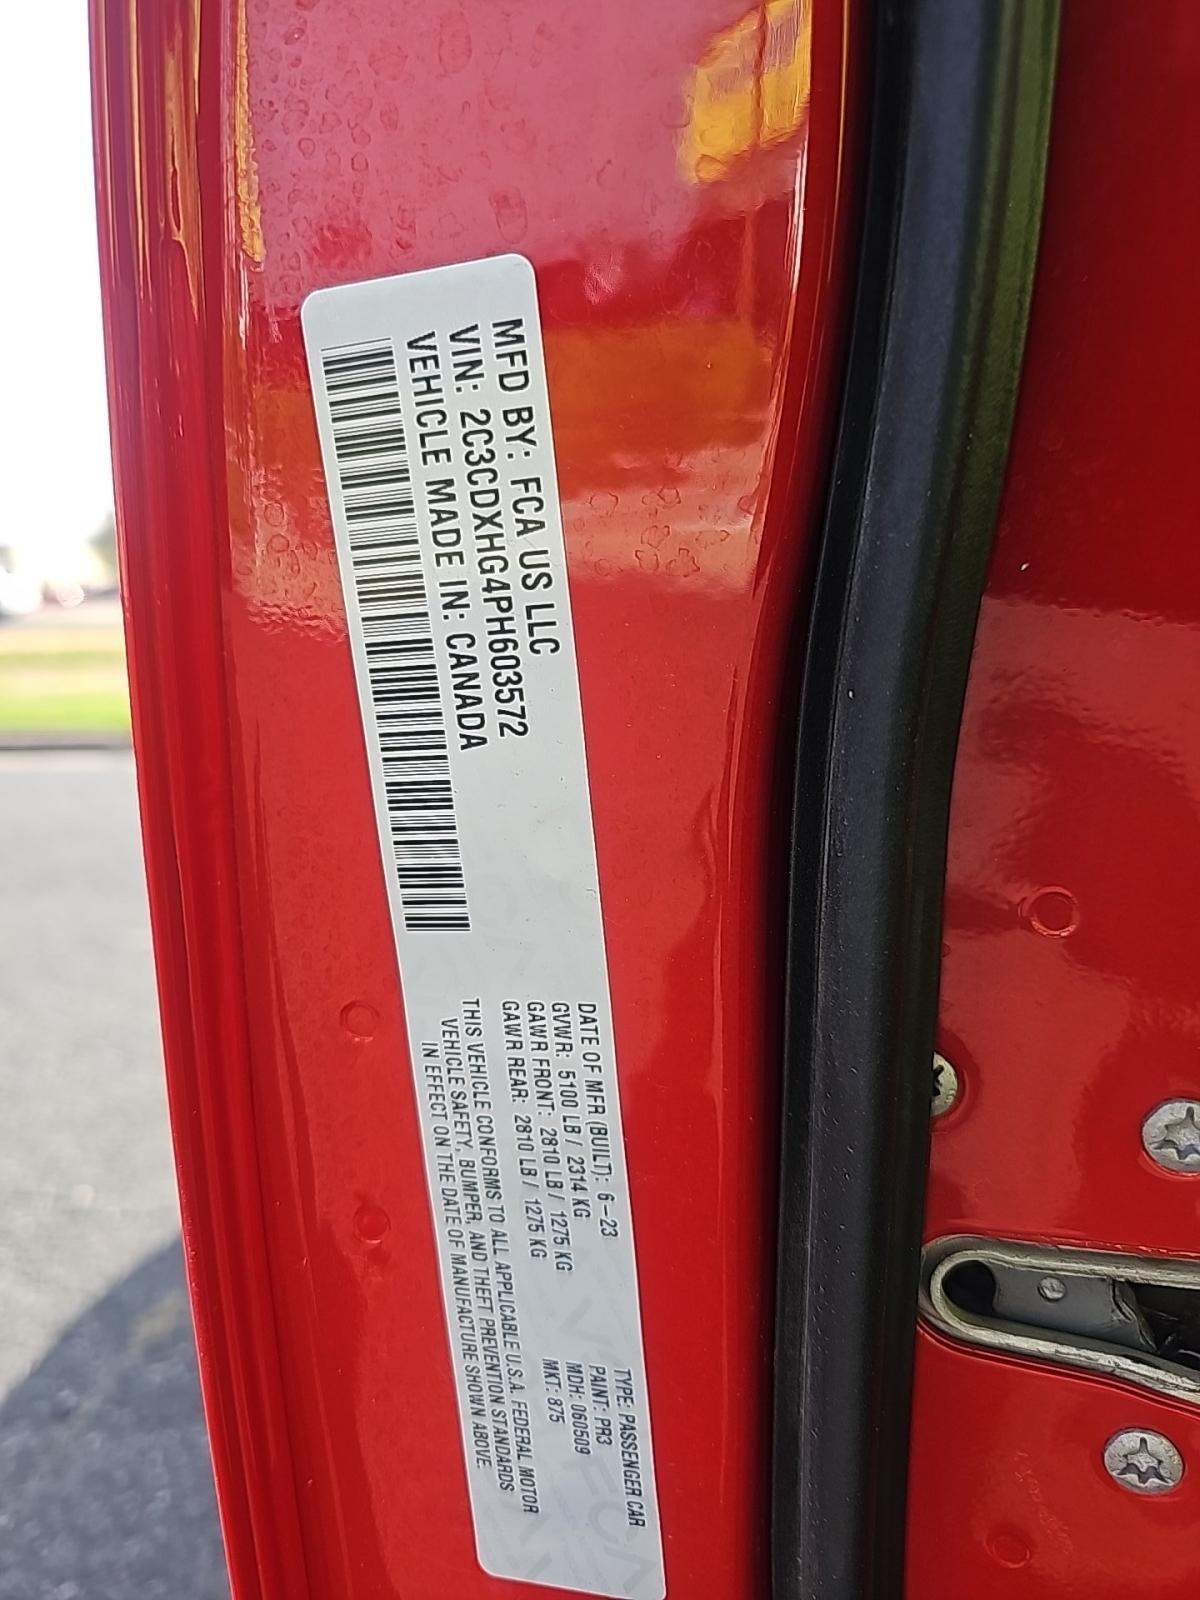 MFD BY: FCA US LLC
VIN: 2C3CDXHG4PH603572
VEHICLE MADE IN: CANADA
DATE OF MFR (BUILT): 6-23
GVWR: 5100 LB / 2314 KG
GAWR FRONT: 2810 LB / 1275 KG
GAWR REAR: 2810 LB / 1275 KG
THIS VEHICLE CONFORMS TO ALL APPLICABLE U.S.A. FEDERAL MOTOR
VEHICLE SAFETY, BUMPER, AND THEFT PREVENTION STANDARDS
IN EFFECT ON THE DATE OF MANUFACTURE SHOWN ABOVE.
TYPE: PASSENGER CAR
PAINT: PR3
MDH: 060509
MKT: 875